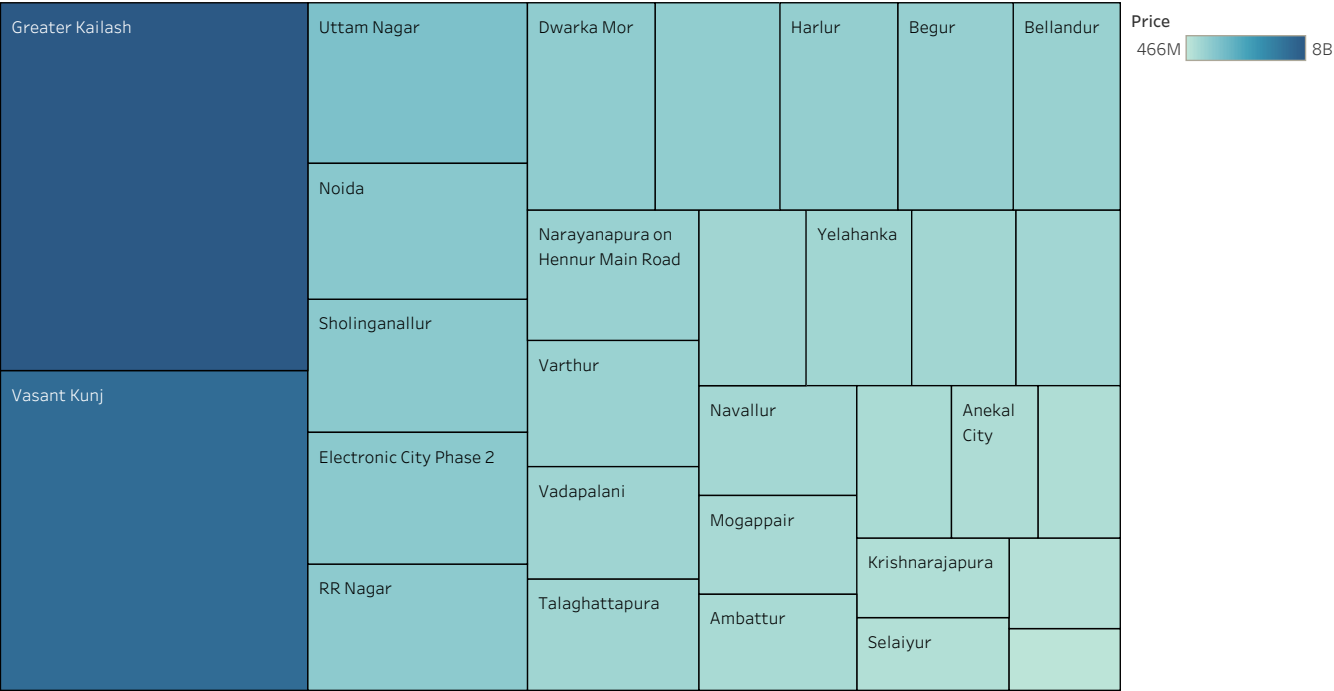 Greater Kailash
Vasant Kunj
Uttam Nagar
Noida
Sholinganallur
Electronic City Phase 2
RR Nagar
Dwarka Mor
Harlur
Begur
Bellandur
Narayanapura on
Hennur Main Road
Varthur
Vadapalani
Talaghattapura
Yelahanka
Navallur
Mogappair
Ambattur
Anekal
City
Krishnarajapura
Selaiyur
Price
466M 8B